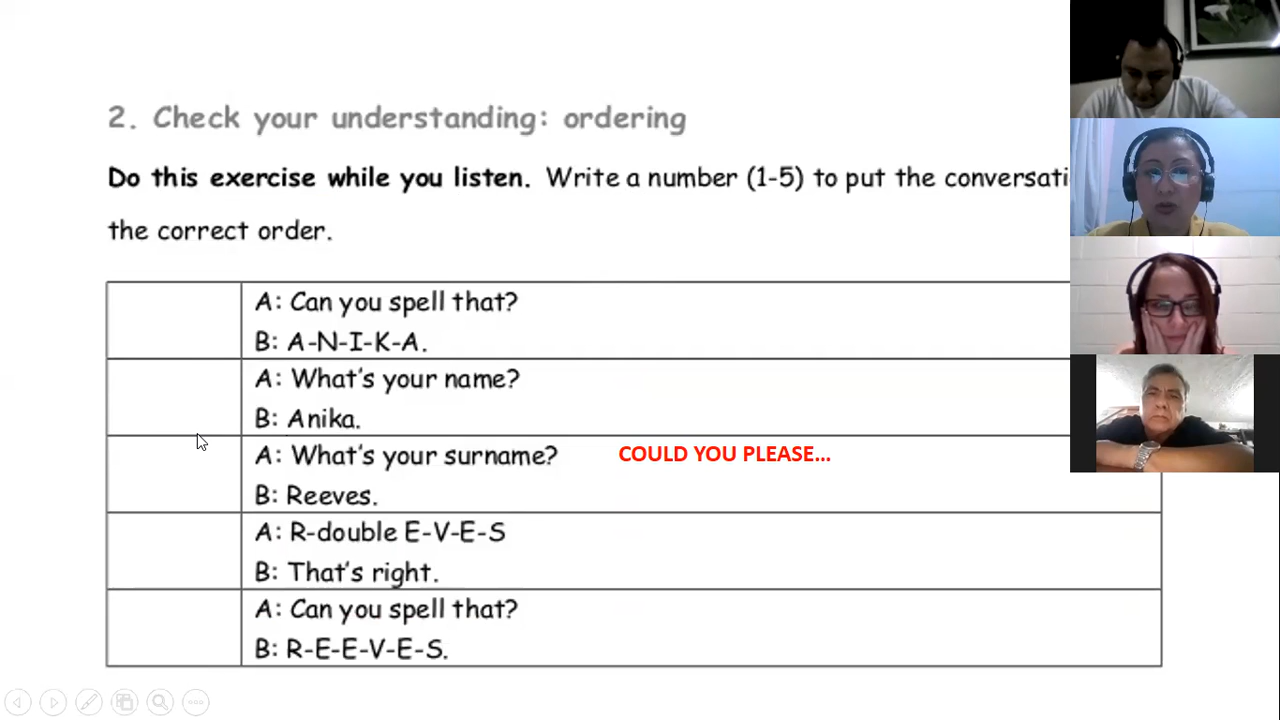 2. Check your understanding: ordering
Do this exercise while you listen. Write a number (1-5) to put the conversati
the correct order.
A: Can you spell that?
B: A-N-I-K-A.
A: What's your name?
B: Anika.
A: What's your surname? COULD YOU PLEASE...
B: Reeves.
A: R-double E-V-E-S
B: That's right.
A: Can you spell that?
B: R-E-E-V-E-S.